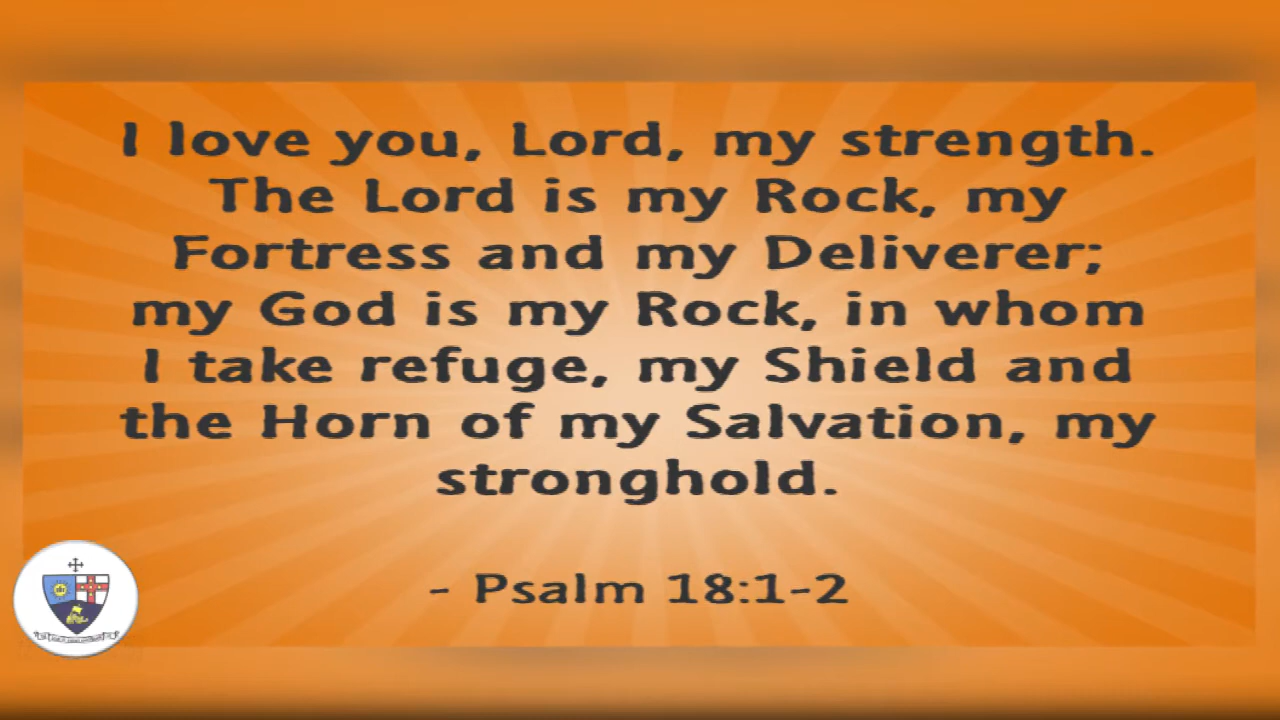 I love you, Lord, my strength.
The Lord is my Rock, my
Fortress and my Deliverer;
my God is my Rock, in whom
I take refuge, my Shield and
the Horn of my Salvation, my
stronghold.
- Psalm 18:1-2